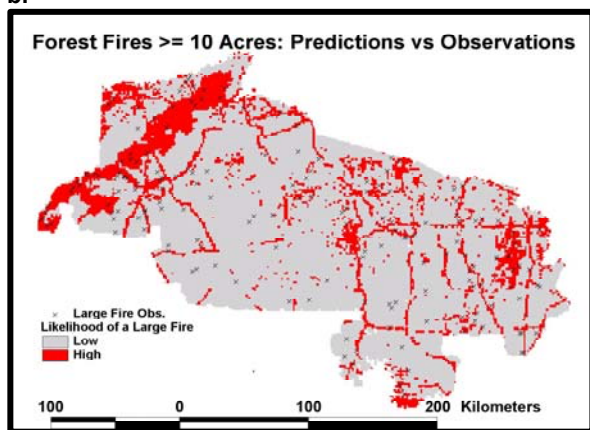 b.
Forest Fires >= 10 Acres: Predictions vs Observations
× Large Fire Obs.
Likelihood of a Large Fire
Low
High
100 0 100 200 Kilometers